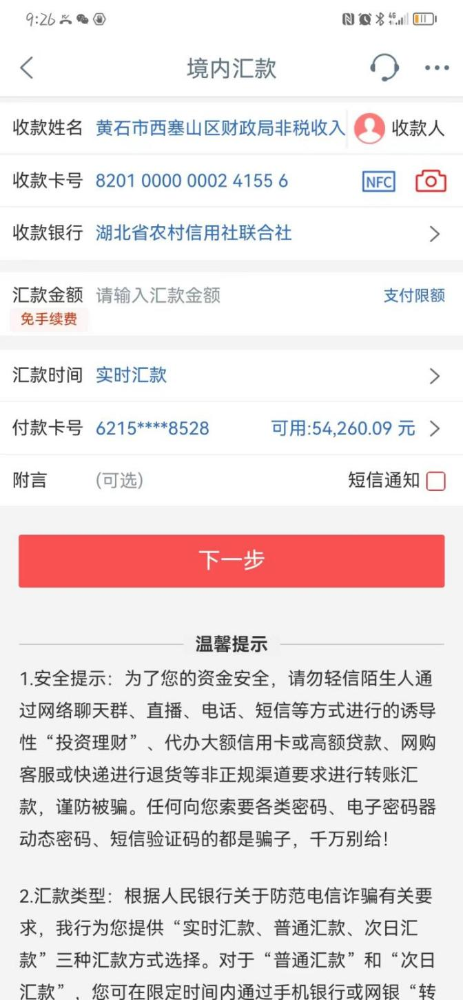 9:26
4G
境内汇款
收款姓名 黄石市西塞山区财政局非税收入 收款人
收款卡号 8201 0000 0002 4155 6 NFC
收款银行 湖北省农村信用社联合社
汇款金额 请输入汇款金额 支付限额
免手续费
汇款时间 实时汇款
付款卡号 6215****8528 可用:54,260.09 元
附言 (可选) 短信通知
下一步
温馨提示
1.安全提示：为了您的资金安全，请勿轻信陌生人通
过网络聊天群、直播、电话、短信等方式进行的诱导
性“投资理财”、代办大额信用卡或高额贷款、网购
客服或快递进行退货等非正规渠道要求进行转账汇
款，谨防被骗。任何向您索要各类密码、电子密码器
动态密码、短信验证码的都是骗子，千万别给！
2.汇款类型：根据人民银行关于防范电信诈骗有关要
求，我行为您提供“实时汇款、普通汇款、次日汇
款”三种汇款方式选择。对于“普通汇款”和“次日
汇款”，您可在限定时间内通过手机银行或网银“转